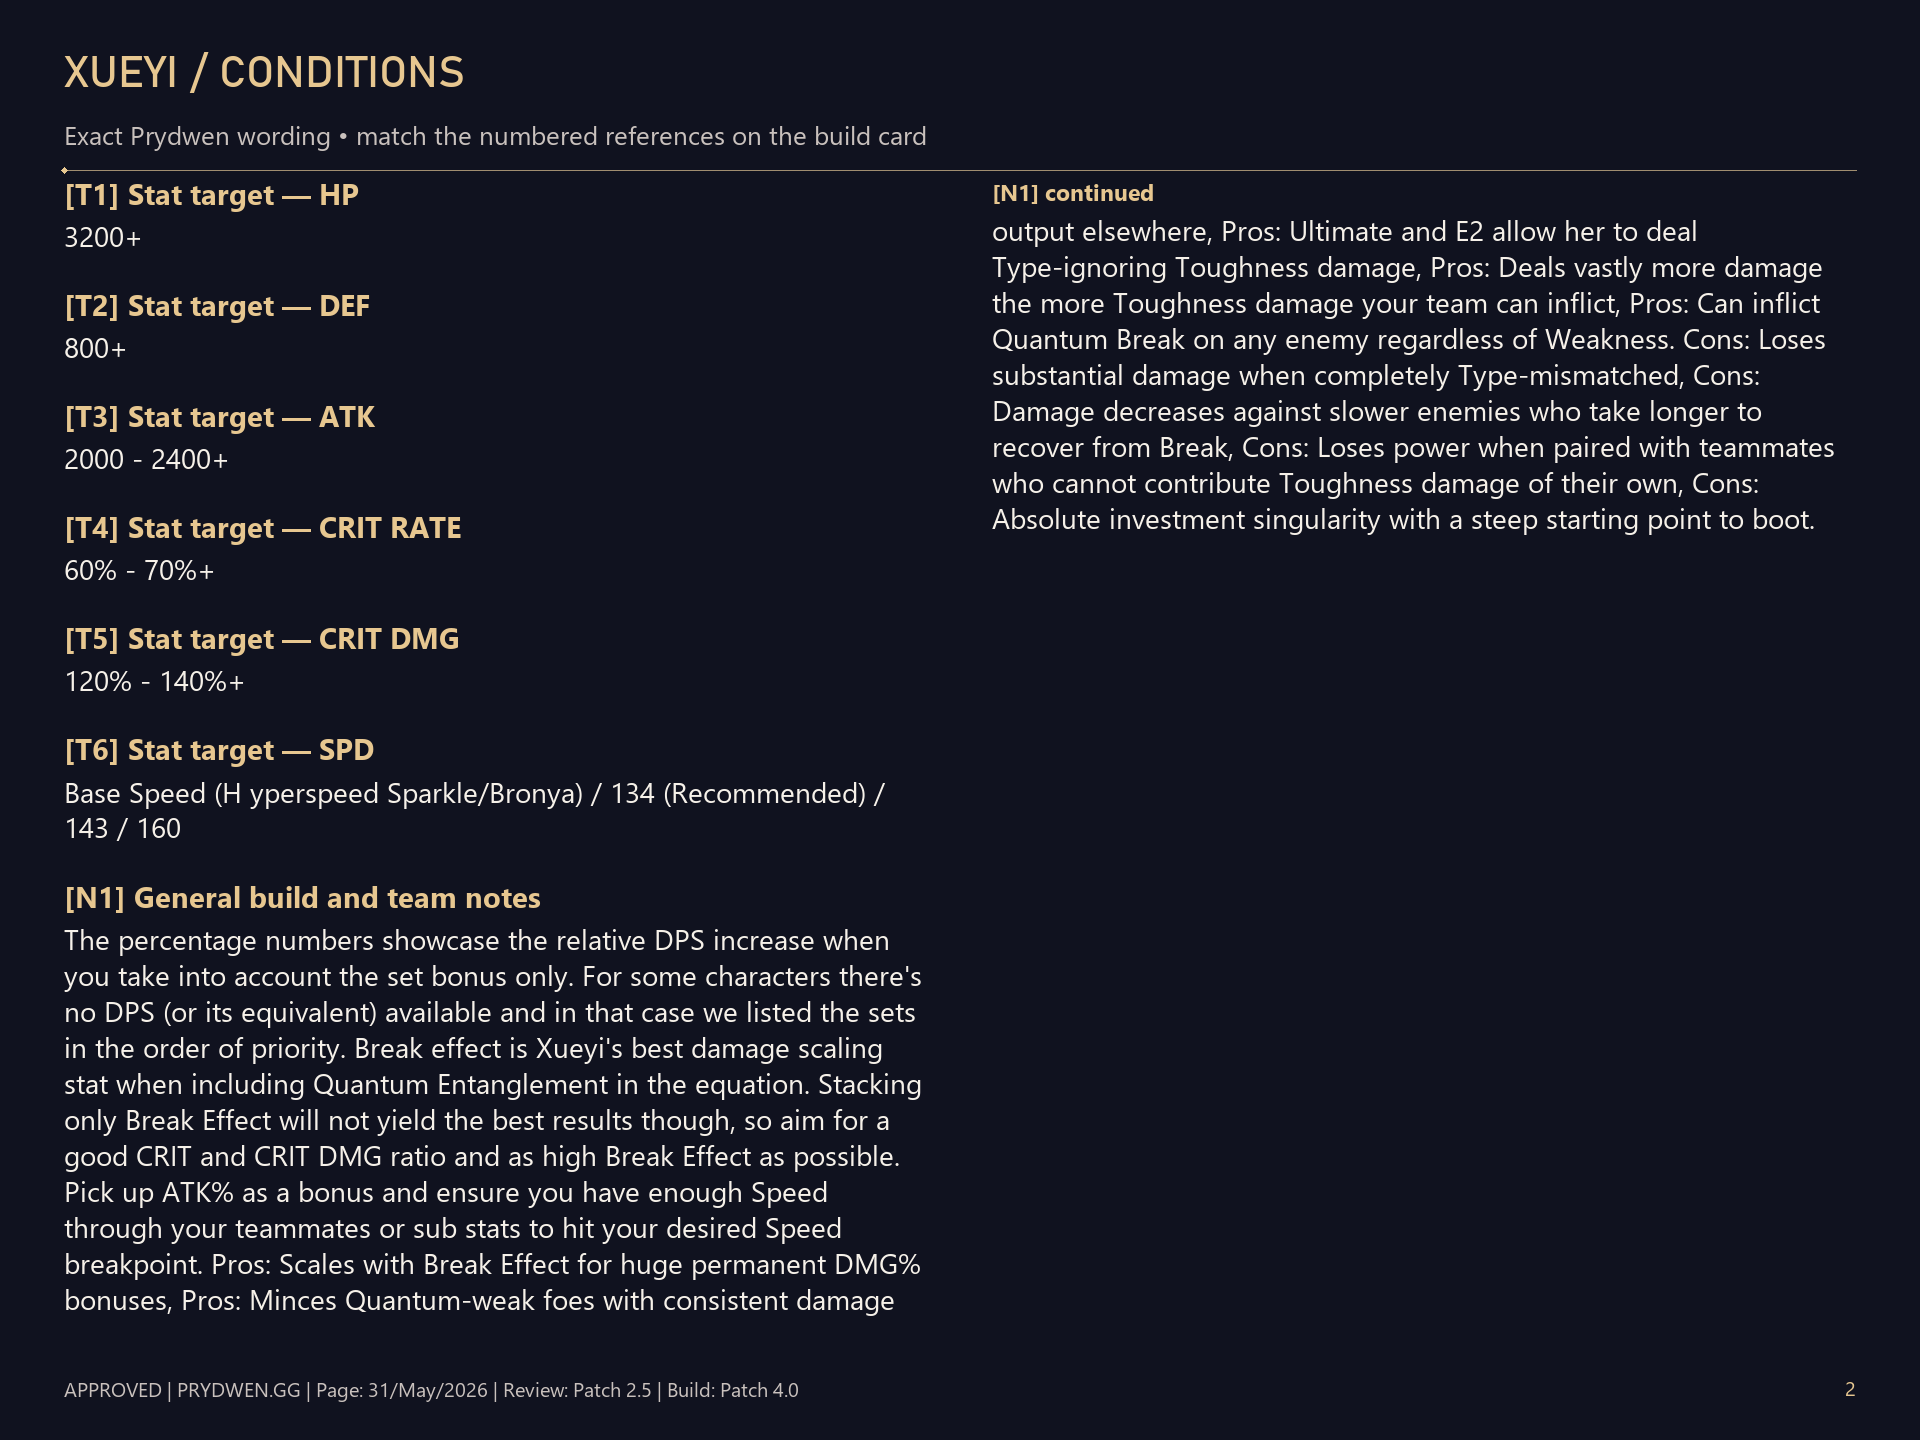 XUEYI / CONDITIONS
Exact Prydwen wording • match the numbered references on the build card
[T1] Stat target — HP
3200+
[T2] Stat target — DEF
800+
[T3] Stat target — ATK
2000 - 2400+
[T4] Stat target — CRIT RATE
60% - 70%+
[T5] Stat target — CRIT DMG
120% - 140%+
[T6] Stat target — SPD
Base Speed (H yperspeed Sparkle/Bronya) / 134 (Recommended) /
143 / 160
[N1] General build and team notes
The percentage numbers showcase the relative DPS increase when
you take into account the set bonus only. For some characters there's
no DPS (or its equivalent) available and in that case we listed the sets
in the order of priority. Break effect is Xueyi's best damage scaling
stat when including Quantum Entanglement in the equation. Stacking
only Break Effect will not yield the best results though, so aim for a
good CRIT and CRIT DMG ratio and as high Break Effect as possible.
Pick up ATK% as a bonus and ensure you have enough Speed
through your teammates or sub stats to hit your desired Speed
breakpoint. Pros: Scales with Break Effect for huge permanent DMG%
bonuses, Pros: Minces Quantum-weak foes with consistent damage
[N1] continued
output elsewhere, Pros: Ultimate and E2 allow her to deal
Type-ignoring Toughness damage, Pros: Deals vastly more damage
the more Toughness damage your team can inflict, Pros: Can inflict
Quantum Break on any enemy regardless of Weakness. Cons: Loses
substantial damage when completely Type-mismatched, Cons:
Damage decreases against slower enemies who take longer to
recover from Break, Cons: Loses power when paired with teammates
who cannot contribute Toughness damage of their own, Cons:
Absolute investment singularity with a steep starting point to boot.
APPROVED | PRYDWEN.GG | Page: 31/May/2026 | Review: Patch 2.5 | Build: Patch 4.0
2